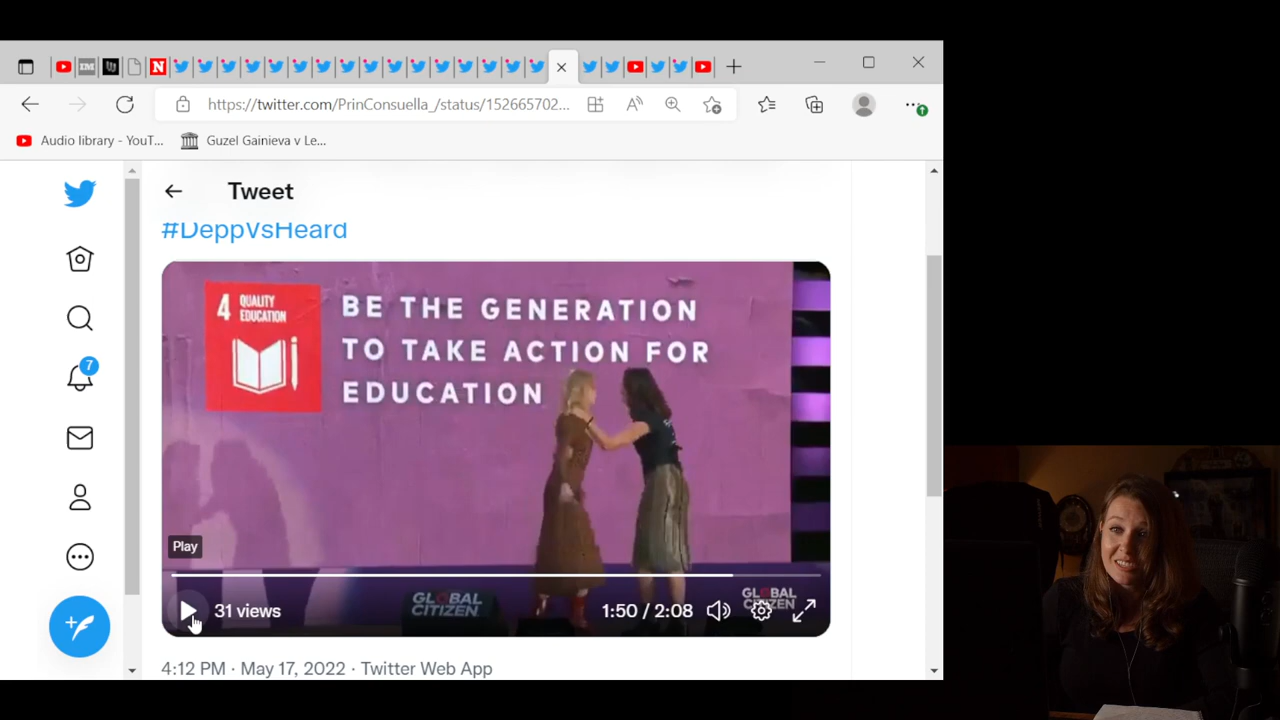 https://twitter.com/PrinConsuella_/status/152665702...
Audio library - YouT...
Guzel Gainieva v Le...
Tweet
#DeppVsHeard
7
4 QUALITY
EDUCATION
BE THE GENERATION
TO TAKE ACTION FOR
EDUCATION
Play
31 views
GLOBAL
CITIZEN
1:50 / 2:08
GLOBAL
CITIZEN
4:12 PM · May 17, 2022 · Twitter Web App